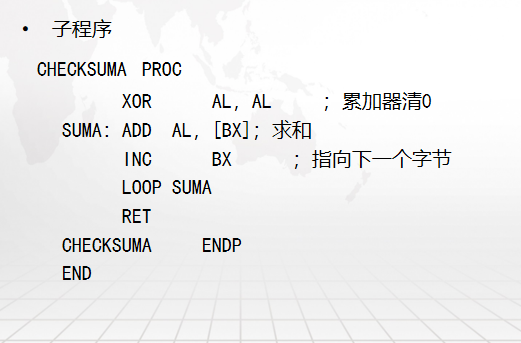 • 子程序
CHECKSUMA PROC
XOR AL, AL ; 累加器清0
SUMA: ADD AL, [BX]; 求和
INC BX ; 指向下一个字节
LOOP SUMA
RET
CHECKSUMA ENDP
END